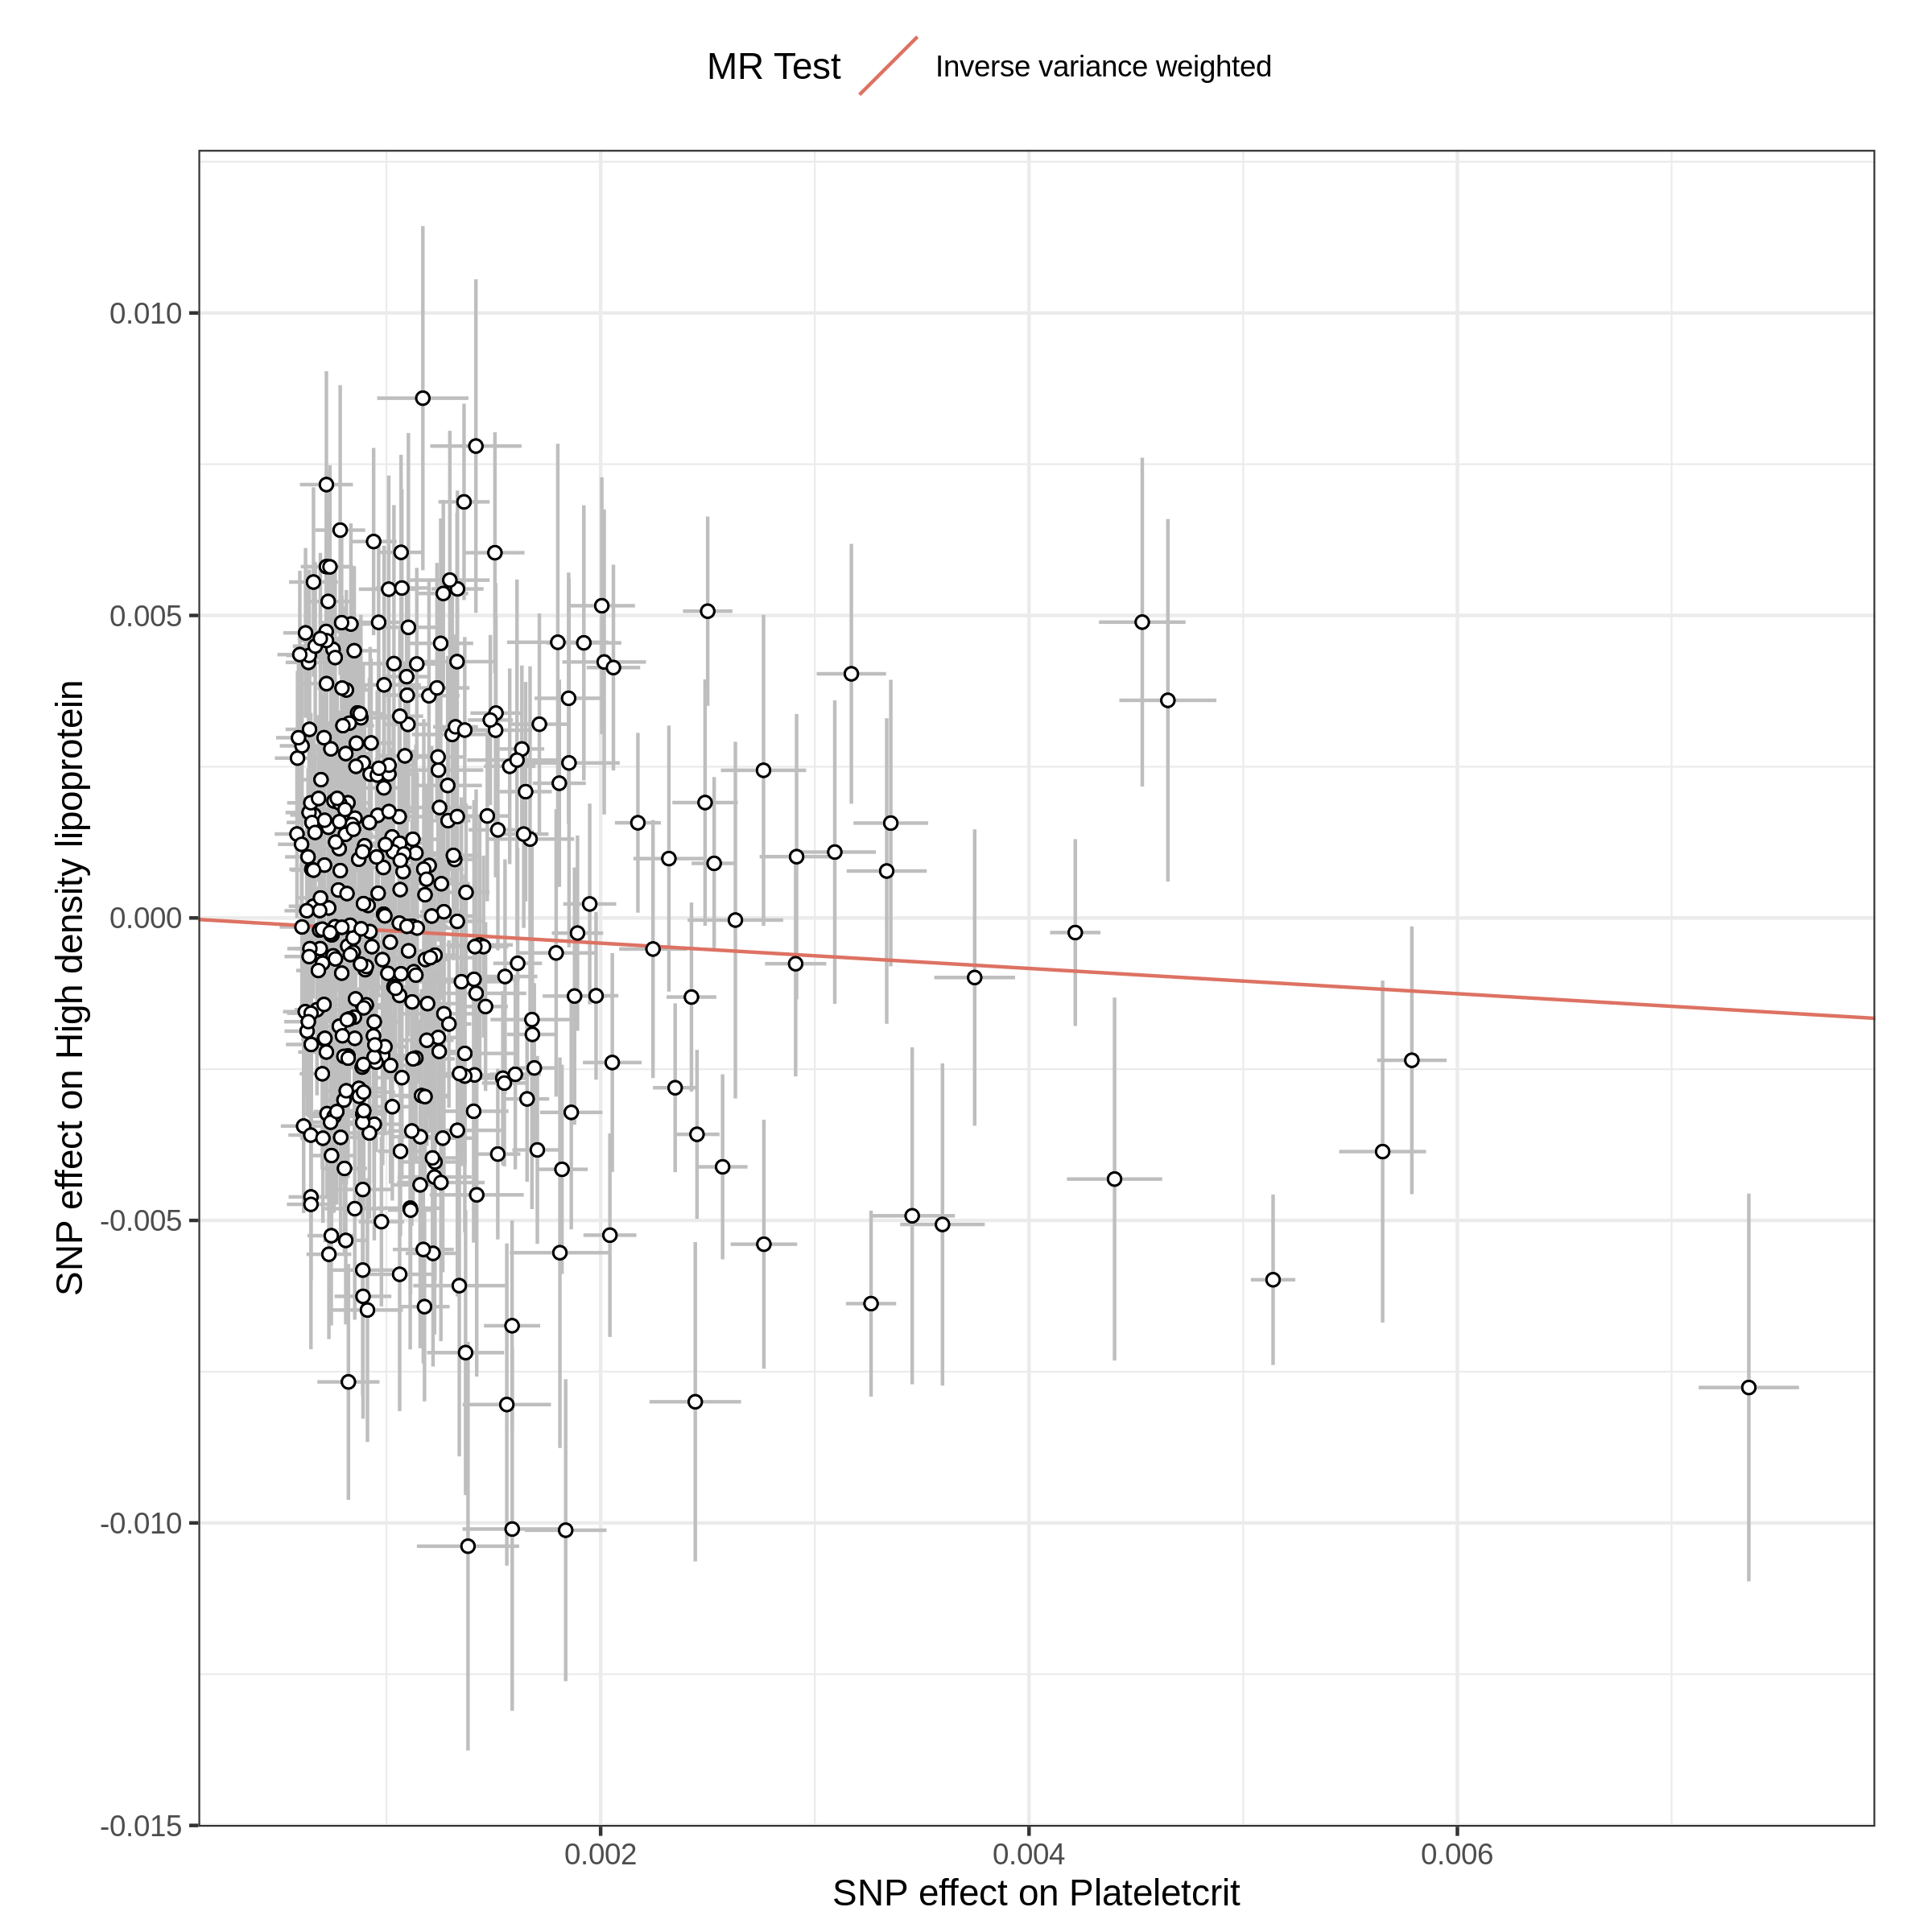 MR Test Inverse variance weighted
0.010
0.005
0.000
-0.005
-0.010
-0.015
SNP effect on High density lipoprotein
0.002 0.004 0.006
SNP effect on Plateletcrit